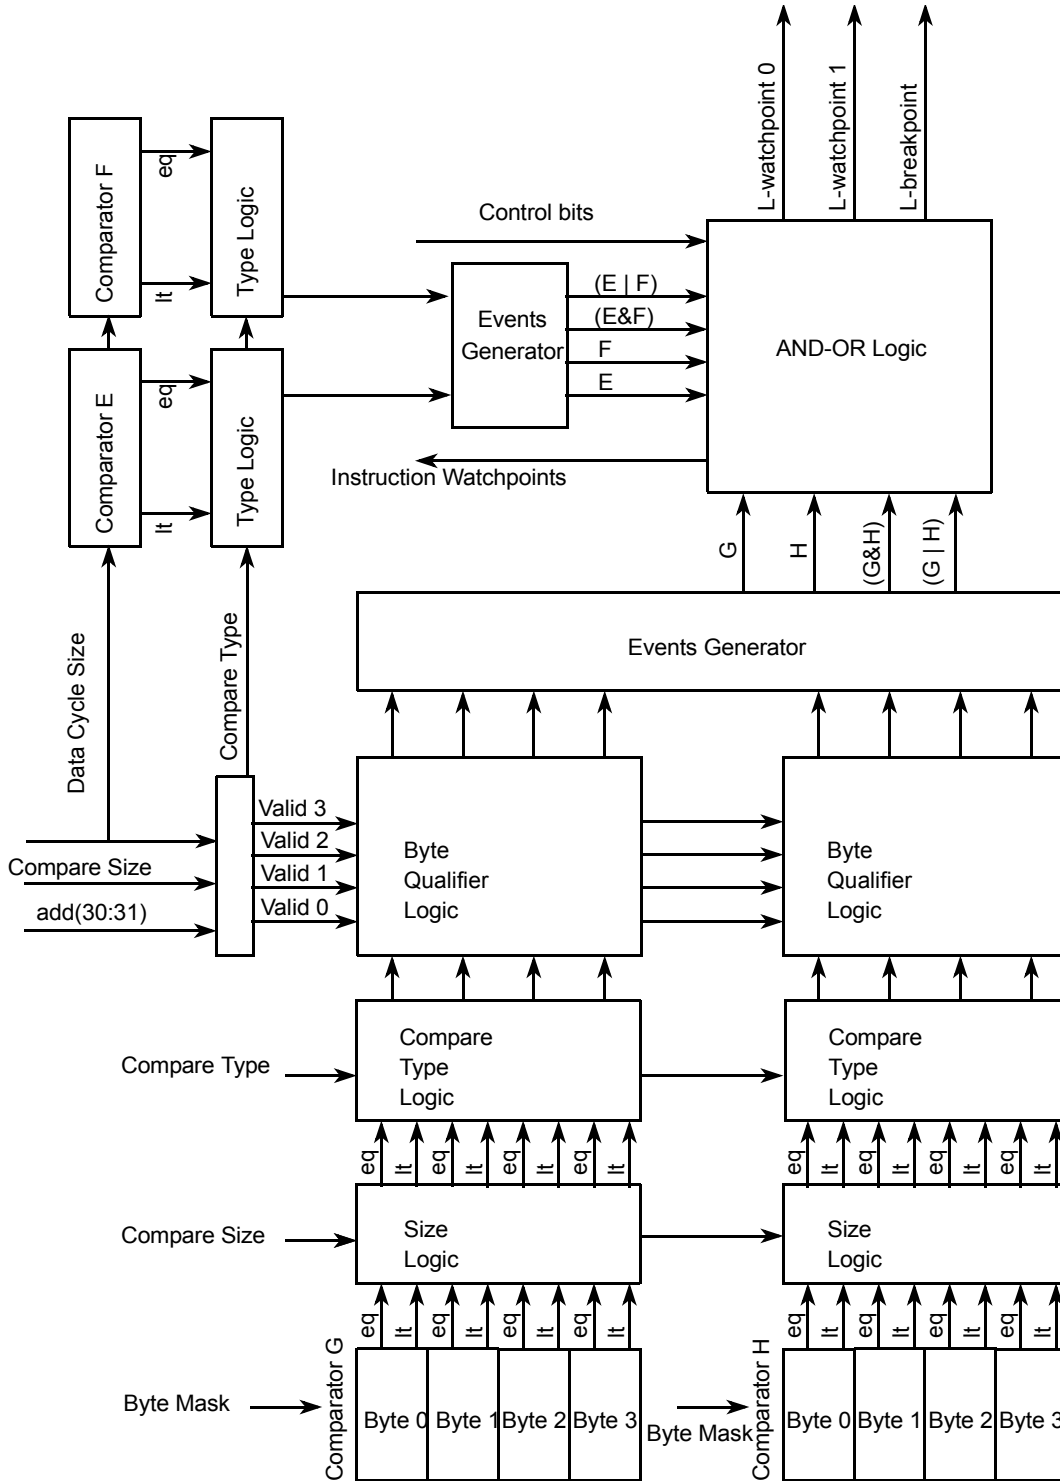 L-watchpoint 0
L-watchpoint 1
L-breakpoint
Comparator F
eq
lt
Type Logic
Control bits
Events
Generator
(E | F)
(E&F)
F
E
AND-OR Logic
Comparator E
eq
lt
Type Logic
Instruction Watchpoints
G
H
(G&H)
(G | H)
Events Generator
Data Cycle Size
Compare Type
Compare Size
add(30:31)
Valid 3
Valid 2
Valid 1
Valid 0
Byte
Qualifier
Logic
Byte
Qualifier
Logic
Compare Type
Compare
Type
Logic
Compare
Type
Logic
eq
lt
eq
lt
eq
lt
eq
lt
eq
lt
eq
lt
eq
lt
eq
lt
Compare Size
Size
Logic
Size
Logic
eq
lt
eq
lt
eq
lt
eq
lt
eq
lt
eq
lt
eq
lt
eq
lt
Byte Mask
Comparator G
Byte 0
Byte 1
Byte 2
Byte 3
Byte Mask
Comparator H
Byte 0
Byte 1
Byte 2
Byte 3